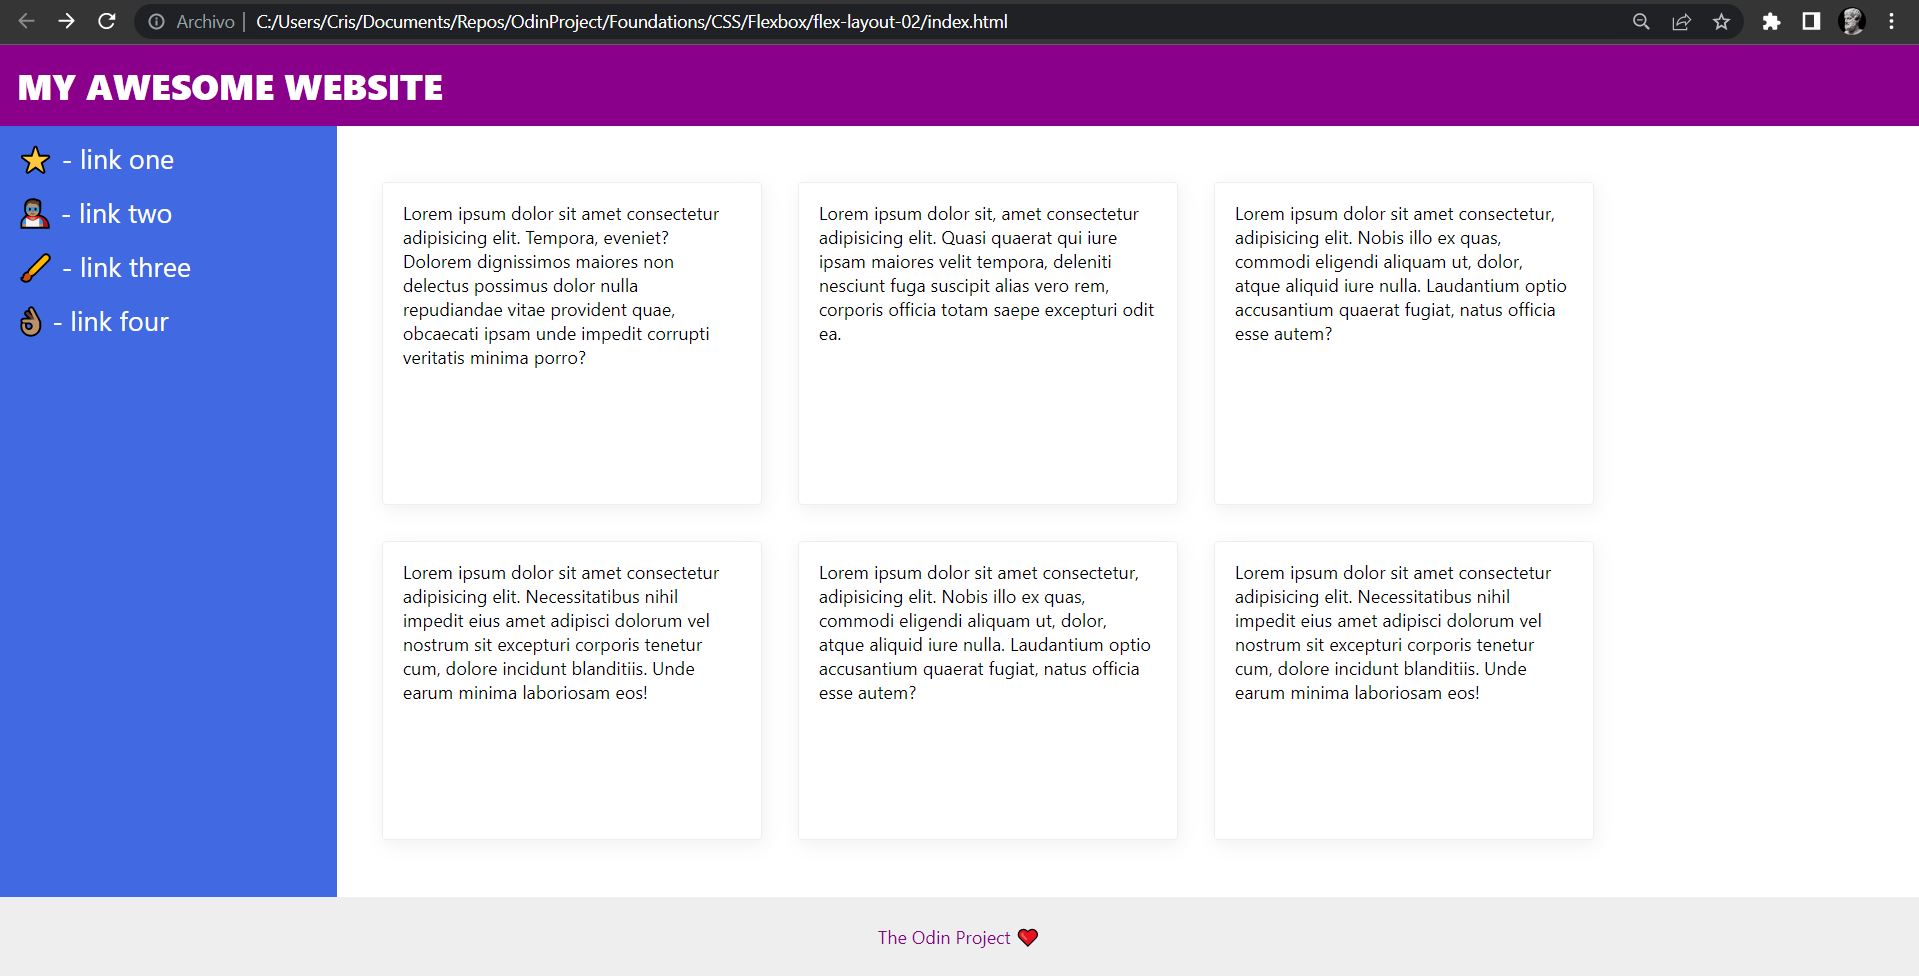 Archivo | C:/Users/Cris/Documents/Repos/OdinProject/Foundations/CSS/Flexbox/flex-layout-02/index.html
MY AWESOME WEBSITE
⭐ - link one
🦸🏽‍♂️ - link two
🖌️ - link three
👌🏽 - link four
Lorem ipsum dolor sit amet consectetur
adipisicing elit. Tempora, eveniet?
Dolorem dignissimos maiores non
delectus possimus dolor nulla
repudiandae vitae provident quae,
obcaecati ipsam unde impedit corrupti
veritatis minima porro?
Lorem ipsum dolor sit, amet consectetur
adipisicing elit. Quasi quaerat qui iure
ipsam maiores velit tempora, deleniti
nesciunt fuga suscipit alias vero rem,
corporis officia totam saepe excepturi odit
ea.
Lorem ipsum dolor sit amet consectetur,
adipisicing elit. Nobis illo ex quas,
commodi eligendi aliquam ut, dolor,
atque aliquid iure nulla. Laudantium optio
accusantium quaerat fugiat, natus officia
esse autem?
Lorem ipsum dolor sit amet consectetur
adipisicing elit. Necessitatibus nihil
impedit eius amet adipisci dolorum vel
nostrum sit excepturi corporis tenetur
cum, dolore incidunt blanditiis. Unde
earum minima laboriosam eos!
Lorem ipsum dolor sit amet consectetur,
adipisicing elit. Nobis illo ex quas,
commodi eligendi aliquam ut, dolor,
atque aliquid iure nulla. Laudantium optio
accusantium quaerat fugiat, natus officia
esse autem?
Lorem ipsum dolor sit amet consectetur
adipisicing elit. Necessitatibus nihil
impedit eius amet adipisci dolorum vel
nostrum sit excepturi corporis tenetur
cum, dolore incidunt blanditiis. Unde
earum minima laboriosam eos!
The Odin Project ❤️